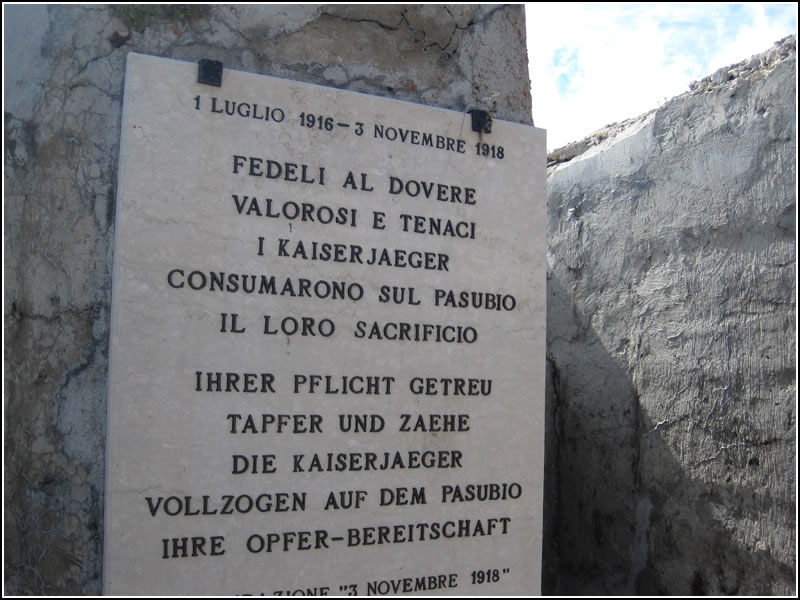 1 LUGLIO 1916 – 3 NOVEMBRE 1918
FEDELI AL DOVERE
VALOROSI E TENACI
I KAISERJAEGER
CONSUMARONO SUL PASUBIO
IL LORO SACRIFICIO
IHRER PFLICHT GETREU
TAPFER UND ZAEHE
DIE KAISERJAEGER
VOLLZOGEN AUF DEM PASUBIO
IHRE OPFER-BEREITSCHAFT
"3 NOVEMBRE 1918"